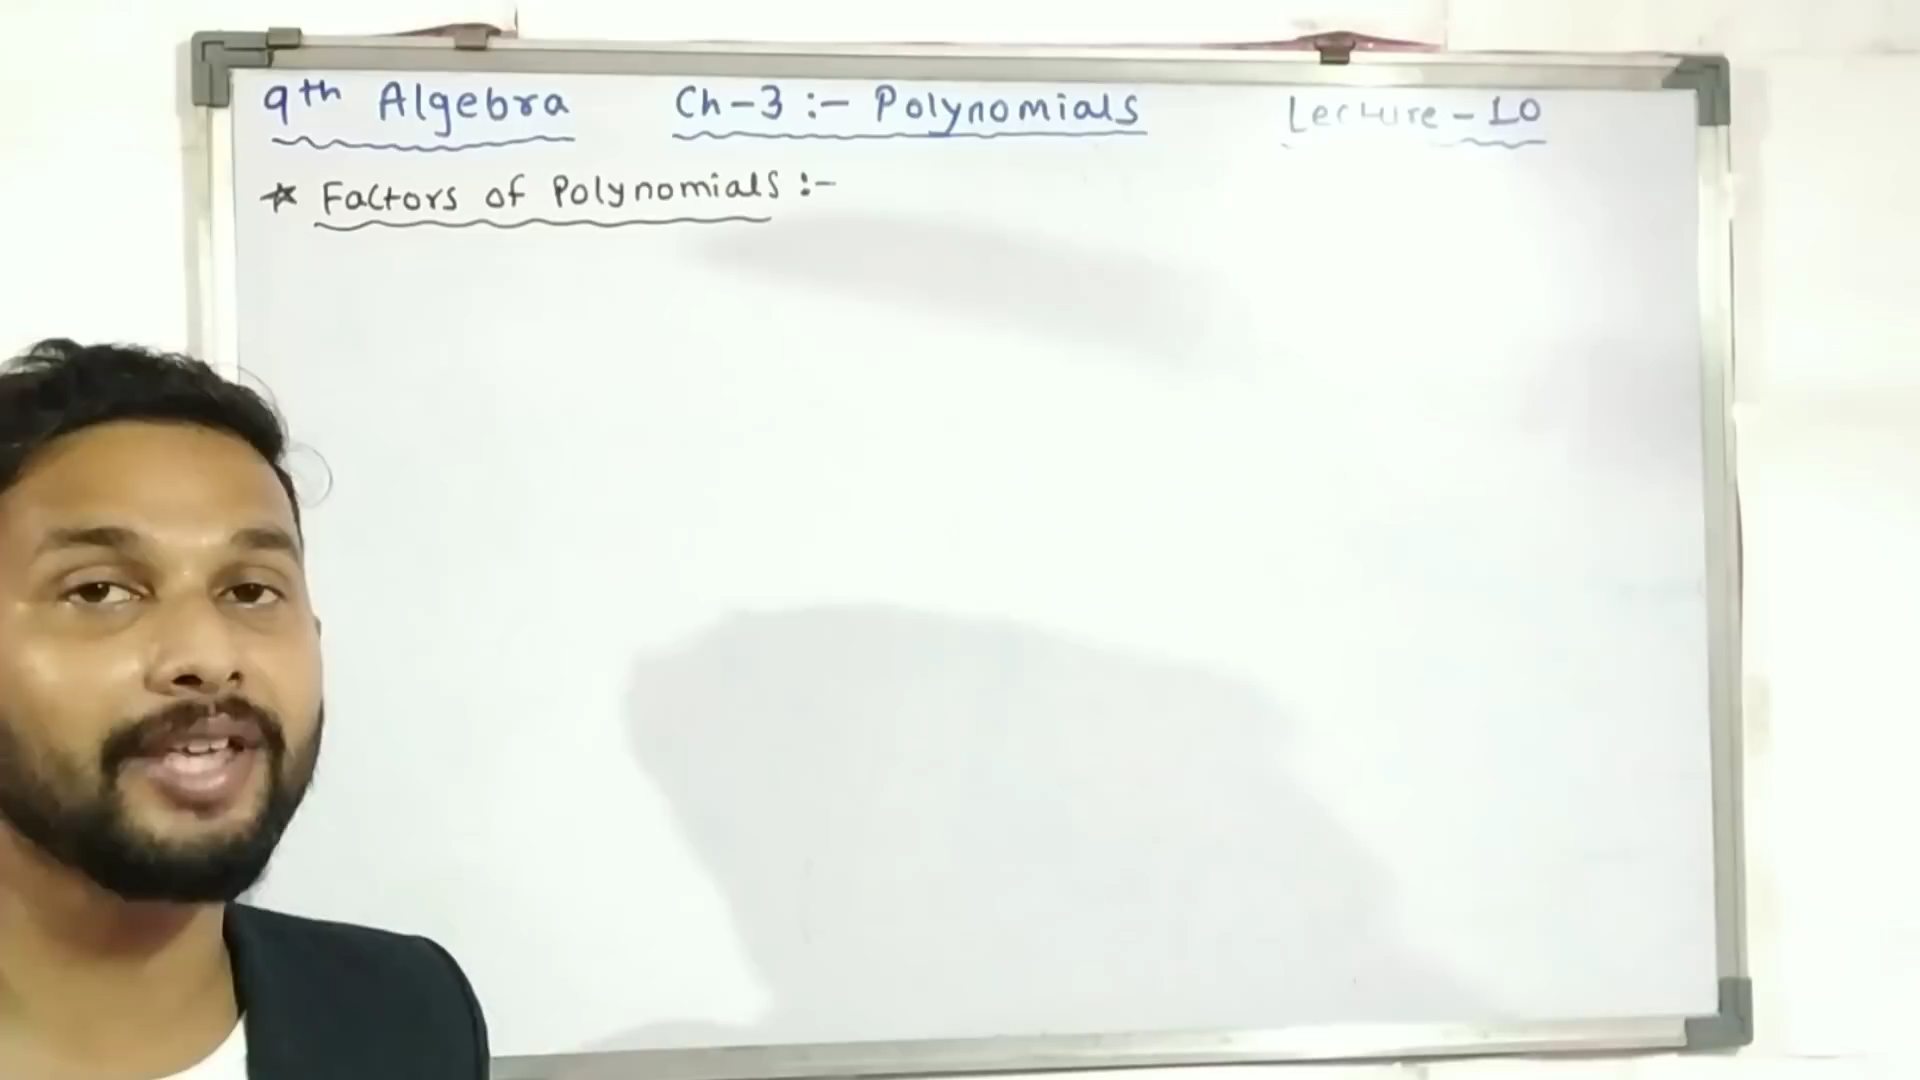 9th Algebra Ch-3 :- Polynomials Lecture - 10
* Factors of Polynomials :-